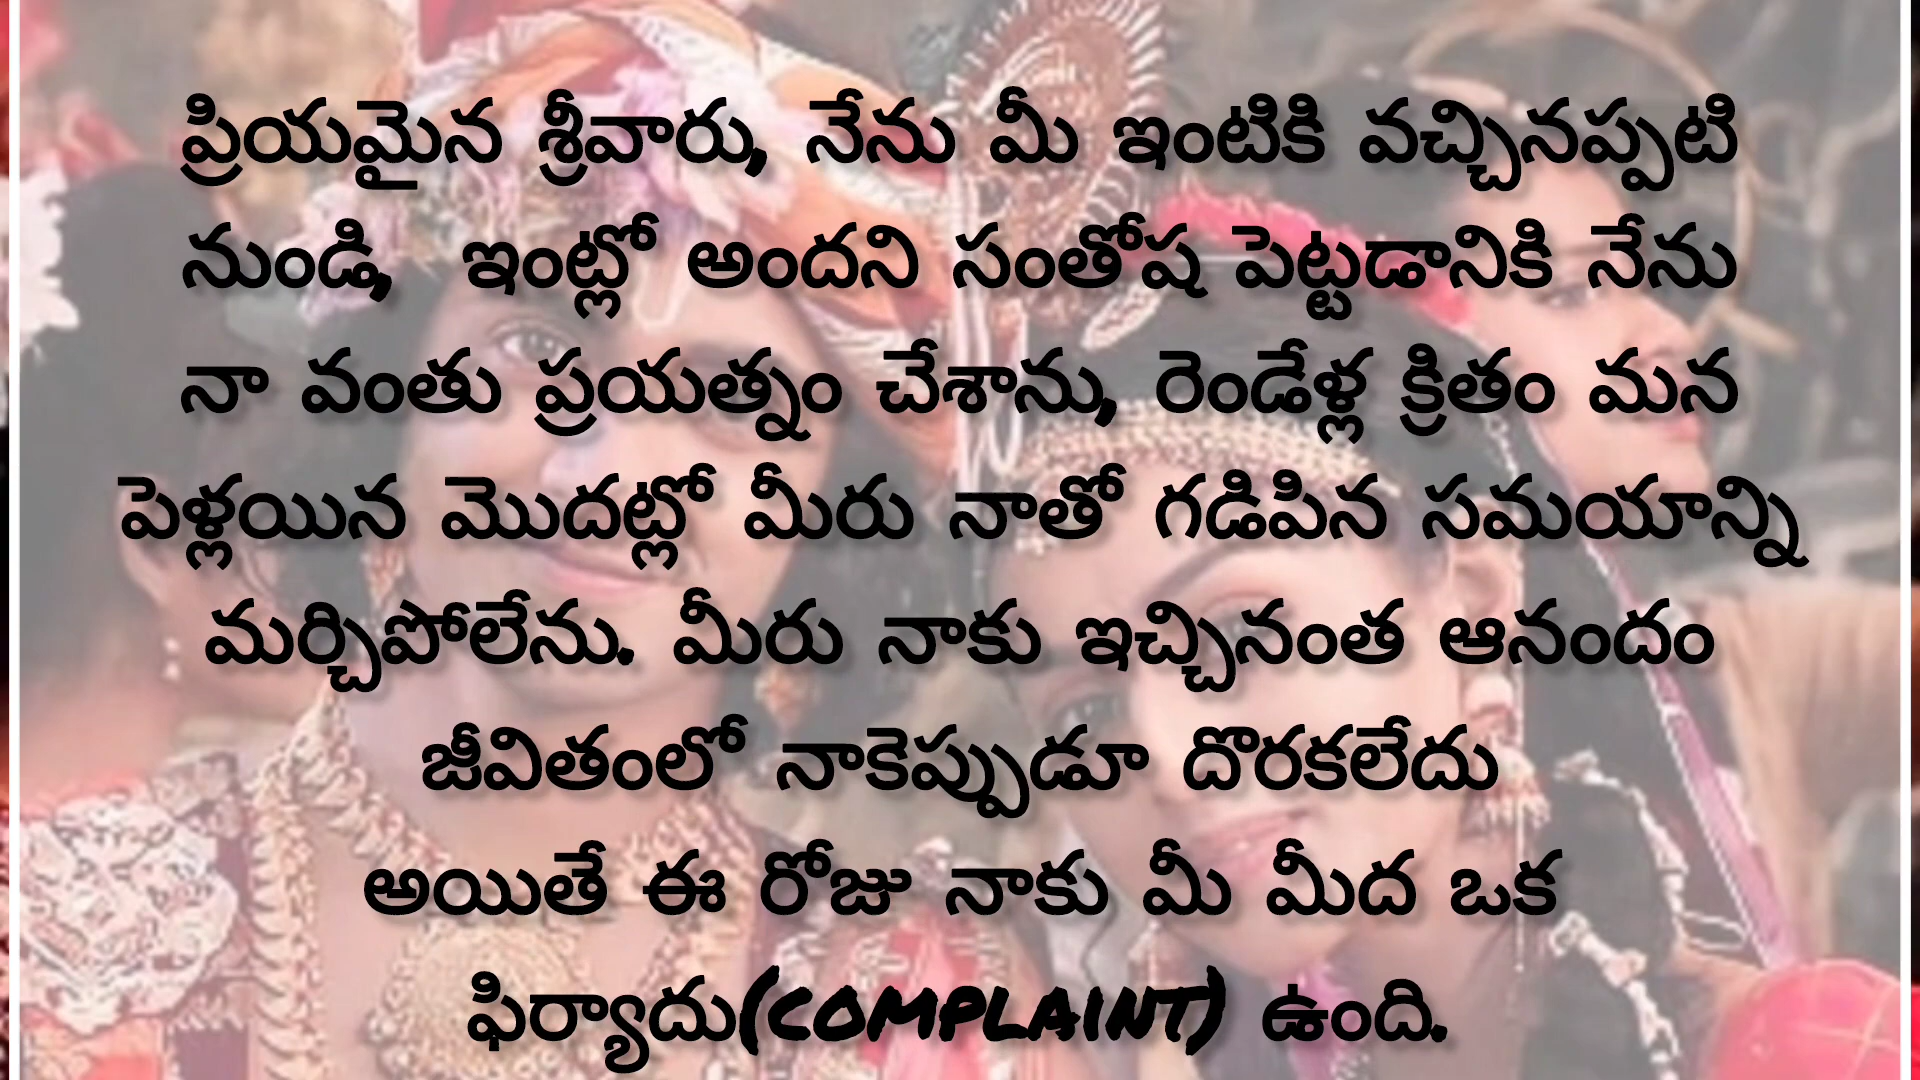 ప్రియమైన శ్రీవారు, నేను మీ ఇంటికి వచ్చినప్పటి
నుండి, ఇంట్లో అందని సంతోష పెట్టడానికి నేను
నా వంతు ప్రయత్నం చేశాను, రెండేళ్ల క్రితం మన
పెళ్లయిన మొదట్లో మీరు నాతో గడిపిన సమయాన్ని
మర్చిపోలేను. మీరు నాకు ఇచ్చినంత ఆనందం
జీవితంలో నాకెప్పుడూ దొరకలేదు
అయితే ఈ రోజు నాకు మీ మీద ఒక
ఫిర్యాదు(COMPLAINT) ఉంది.